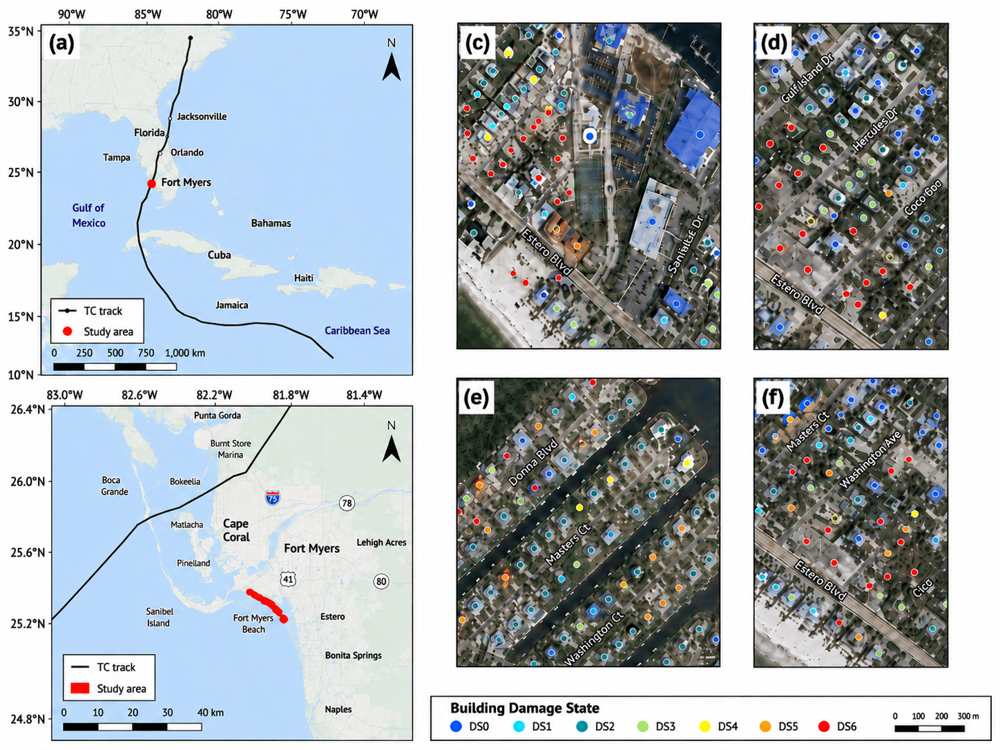 90°W 85°W 80°W 75°W 70°W
35°N
30°N
25°N
20°N
15°N
10°N
(a)
N
Jacksonville
Florida
Orlando
Tampa
Fort Myers
Gulf of
Mexico
Bahamas
Cuba
Haiti
Jamaica
Caribbean Sea
TC track
Study area
0 250 500 750 1,000 km
83.0°W 82.6°W 82.2°W 81.8°W 81.4°W
26.4°N
26.0°N
25.6°N
25.2°N
24.8°N
N
Punta Gorda
Burnt Store
Marina
Boca
Grande
Bokeelia
75
78
Matlacha
Cape
Coral
Lehigh Acres
Fort Myers
Pinelland
41
80
Sanibel
Island
Fort Myers
Beach
Estero
Bonita Springs
Naples
TC track
Study area
0 10 20 30 40 km
(c)
Estero Blvd
(d)
Gulf Island Dr
Hercules Dr
Estero Blvd
(e)
Donna Blvd
Masters Ct
Washington Ct
(f)
Masters Ct
Washington Ave
Estero Blvd
Cico
Building Damage State
DS0 DS1 DS2 DS3 DS4 DS5 DS6
0 100 200 300 m